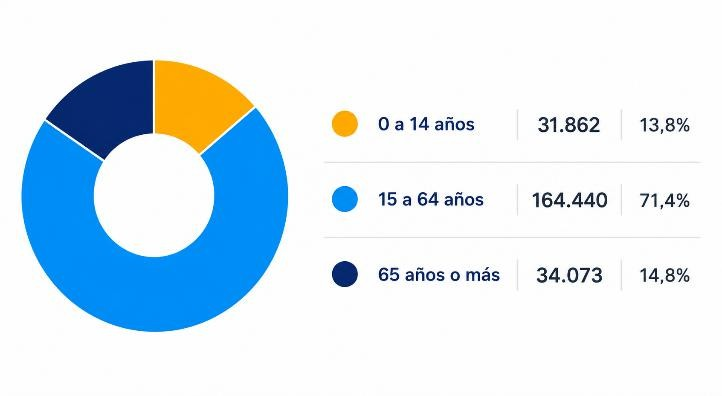 0 a 14 años 31.862 13,8%
15 a 64 años 164.440 71,4%
65 años o más 34.073 14,8%